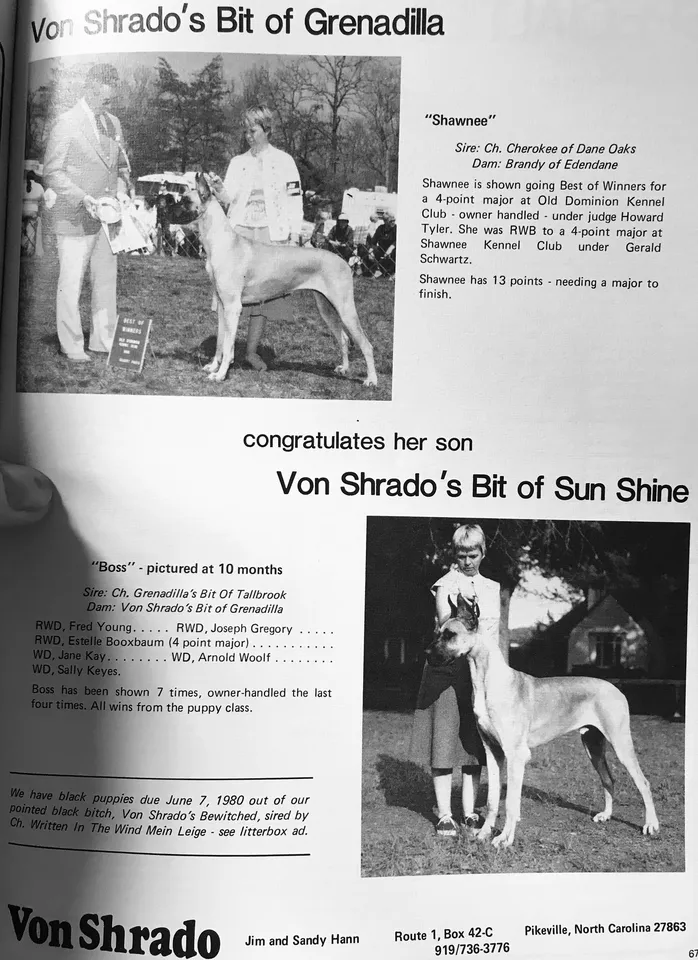 Von Shrado's Bit of Grenadilla
"Shawnee"
Sire: Ch. Cherokee of Dane Oaks
Dam: Brandy of Edendane
Shawnee is shown going Best of Winners for
a 4-point major at Old Dominion Kennel
Club - owner handled - under judge Howard
Tyler. She was RWB to a 4-point major at
Shawnee Kennel Club under Gerald
Schwartz.
Shawnee has 13 points - needing a major to
finish.
BEST OF
WINNERS
congratulates her son
Von Shrado's Bit of Sun Shine
"Boss" - pictured at 10 months
Sire: Ch. Grenadilla's Bit Of Tallbrook
Dam: Von Shrado's Bit of Grenadilla
RWD, Fred Young. . . . . RWD, Joseph Gregory . . . . .
RWD, Estelle Booxbaum (4 point major) . . . . . . . . . . .
WD, Jane Kay. . . . . . . . WD, Arnold Woolf . . . . . . . .
WD, Sally Keyes.
Boss has been shown 7 times, owner-handled the last
four times. All wins from the puppy class.
We have black puppies due June 7, 1980 out of our
pointed black bitch, Von Shrado's Bewitched, sired by
Ch. Written In The Wind Mein Leige - see litterbox ad.
Von Shrado
Jim and Sandy Hann
Route 1, Box 42-C
919/736-3776
Pikeville, North Carolina 27863
67